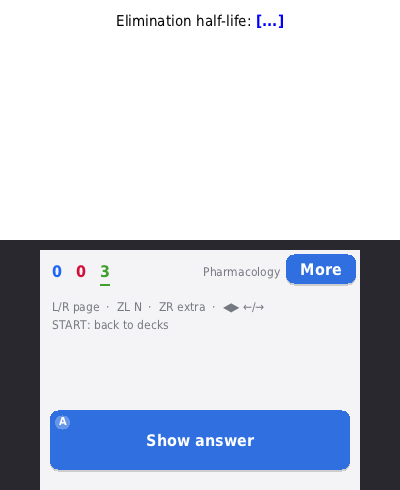 Elimination half-life: [...]
0 0 3 Pharmacology More
L/R page · ZL N · ZR extra · ◀▶ ←/→
START: back to decks
A
Show answer